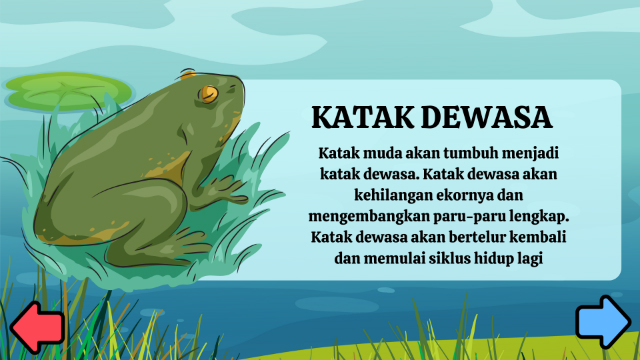 KATAK DEWASA
Katak muda akan tumbuh menjadi
katak dewasa. Katak dewasa akan
kehilangan ekornya dan
mengembangkan paru-paru lengkap.
Katak dewasa akan bertelur kembali
dan memulai siklus hidup lagi